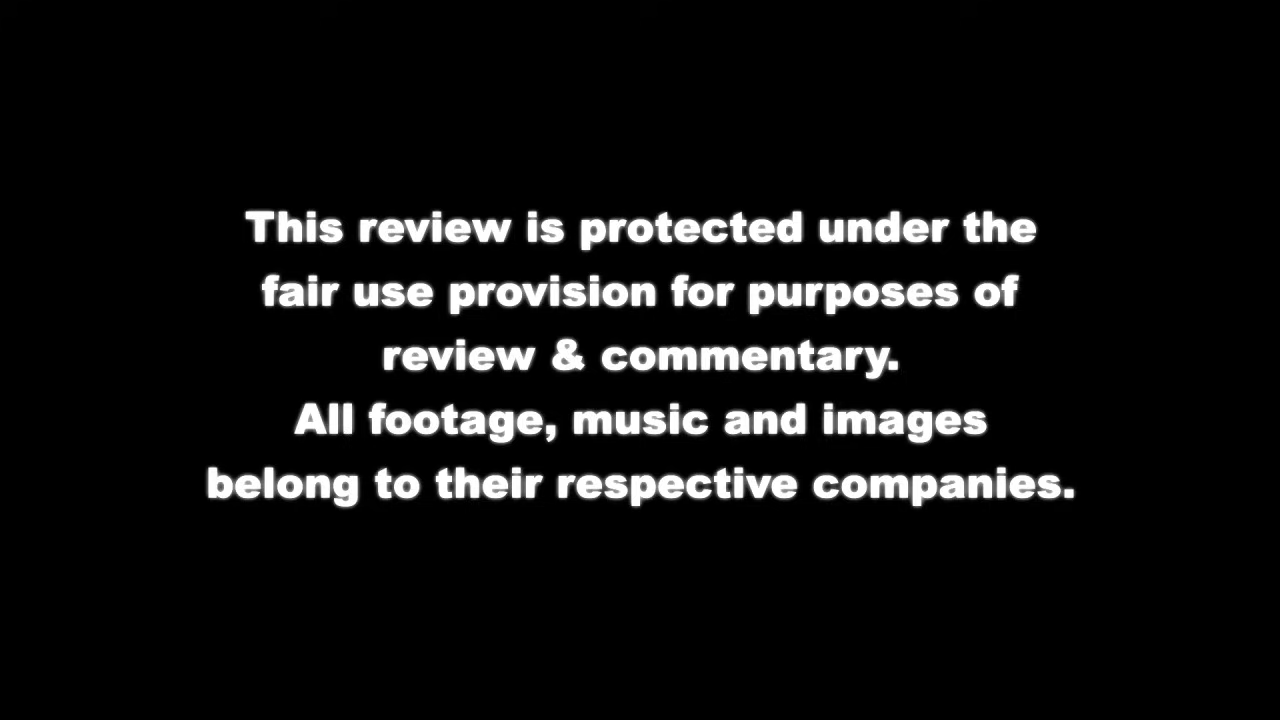 This review is protected under the
fair use provision for purposes of
review & commentary.
All footage, music and images
belong to their respective companies.